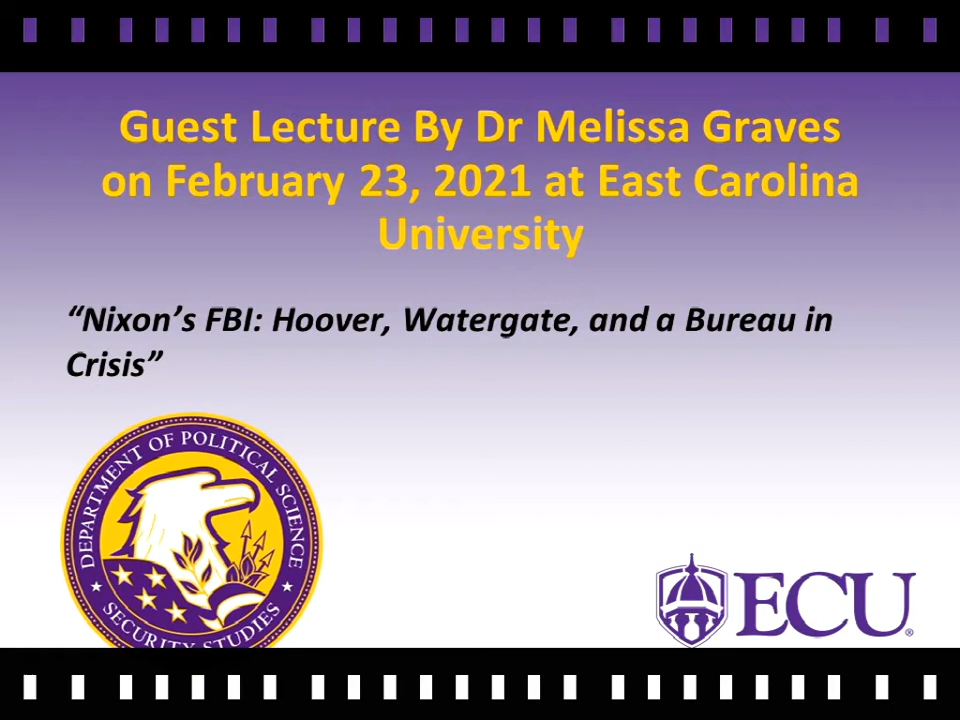 Guest Lecture By Dr Melissa Graves
on February 23, 2021 at East Carolina
University
“Nixon’s FBI: Hoover, Watergate, and a Bureau in
Crisis”
DEPARTMENT OF POLITICAL SCIENCE
SECURITY STUDIES
ECU®